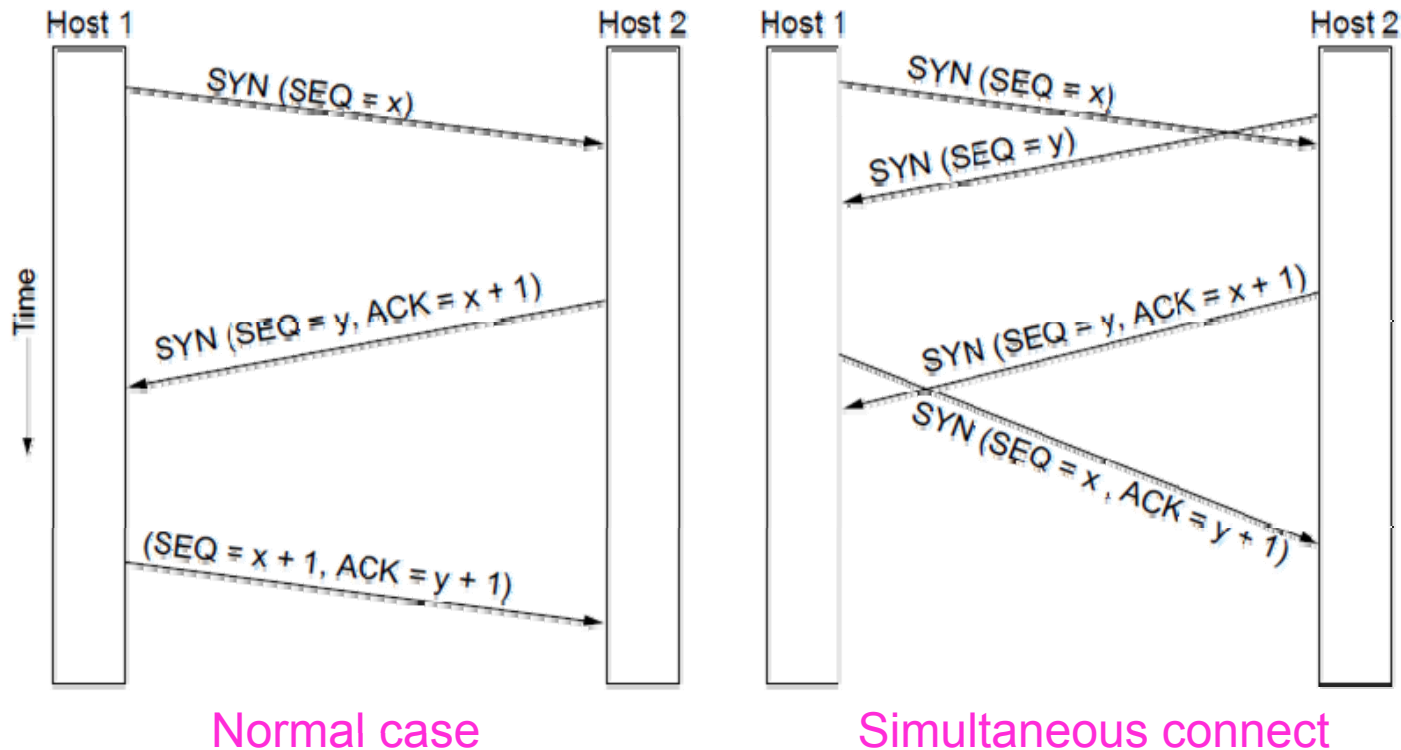 Host 1
Host 2
SYN (SEQ = x)
SYN (SEQ = y, ACK = x + 1)
(SEQ = x + 1, ACK = y + 1)
Time
Normal case
Host 1
Host 2
SYN (SEQ = x)
SYN (SEQ = y)
SYN (SEQ = y, ACK = x + 1)
SYN (SEQ = x , ACK = y + 1)
Simultaneous connect